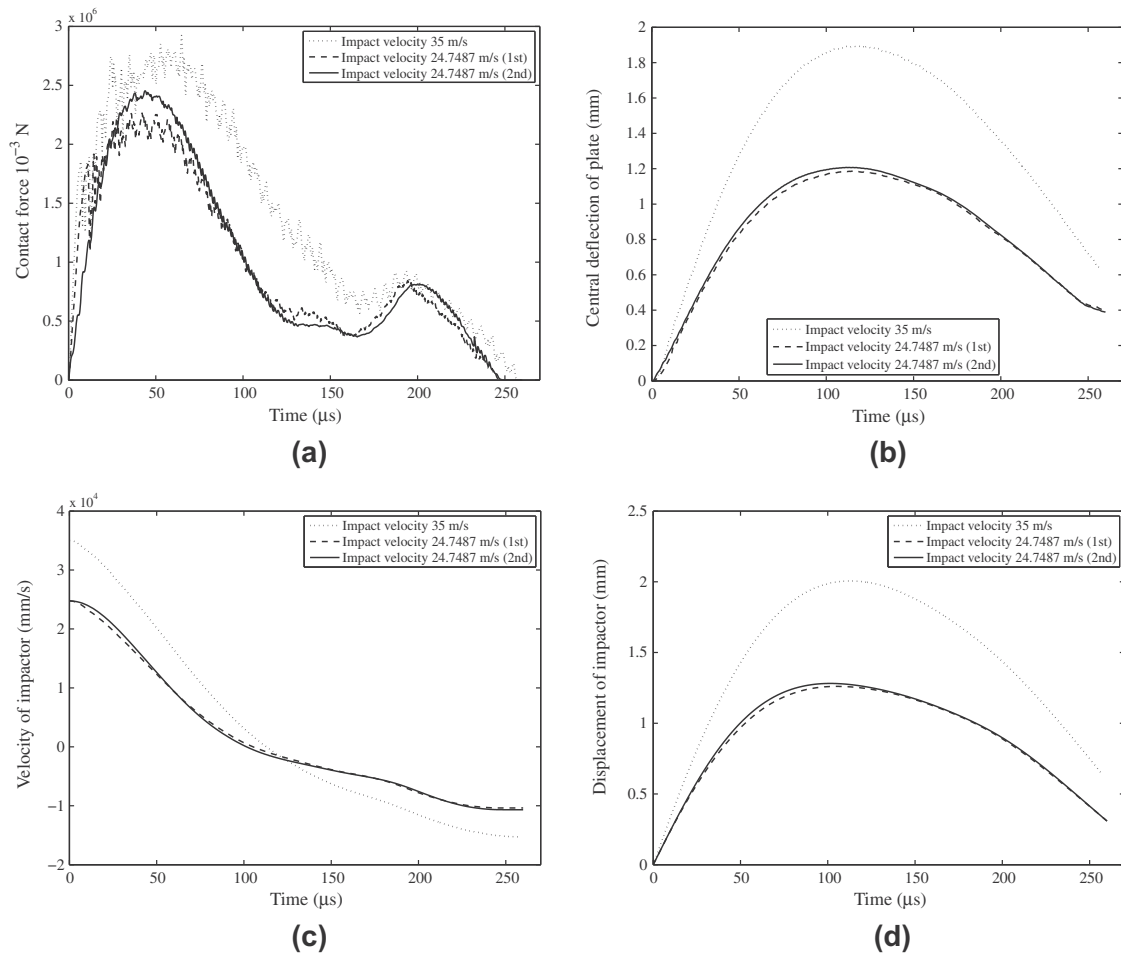 x 10⁶
3
2.5
2
1.5
1
0.5
0
Contact force 10⁻³ N
Impact velocity 35 m/s
Impact velocity 24.7487 m/s (1st)
Impact velocity 24.7487 m/s (2nd)
0 50 100 150 200 250
Time (μs)
(a)
2
1.8
1.6
1.4
1.2
1
0.8
0.6
0.4
0.2
0
Central deflection of plate (mm)
Impact velocity 35 m/s
Impact velocity 24.7487 m/s (1st)
Impact velocity 24.7487 m/s (2nd)
0 50 100 150 200 250
Time (μs)
(b)
x 10⁴
4
3
2
1
0
−1
−2
Velocity of impactor (mm/s)
Impact velocity 35 m/s
Impact velocity 24.7487 m/s (1st)
Impact velocity 24.7487 m/s (2nd)
0 50 100 150 200 250
Time (μs)
(c)
2.5
2
1.5
1
0.5
0
Displacement of impactor (mm)
Impact velocity 35 m/s
Impact velocity 24.7487 m/s (1st)
Impact velocity 24.7487 m/s (2nd)
0 50 100 150 200 250
Time (μs)
(d)